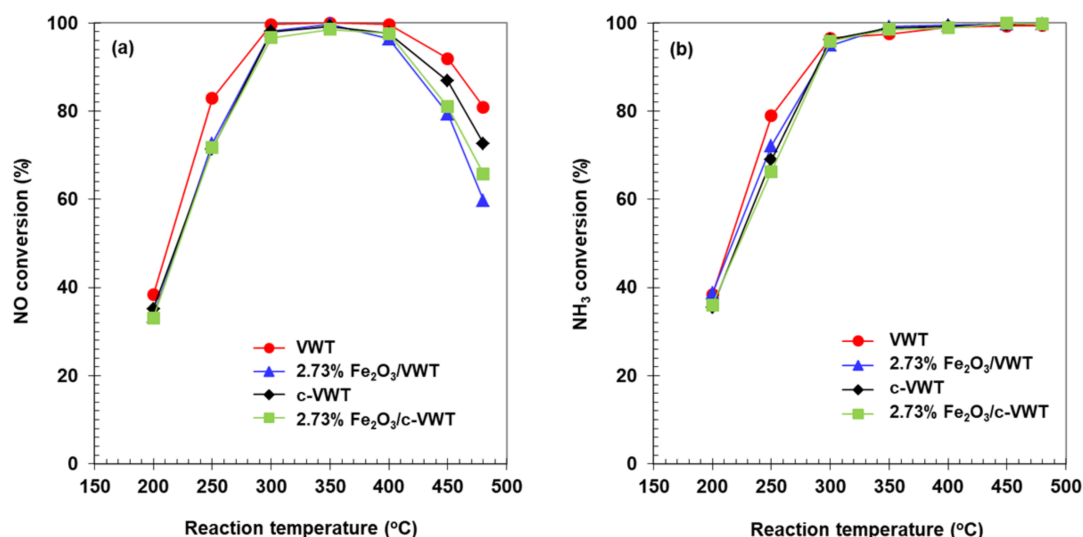 (a)
NO conversion (%)
100
80
60
40
20
0
150 200 250 300 350 400 450 500
Reaction temperature (°C)
VWT
2.73% Fe₂O₃/VWT
c-VWT
2.73% Fe₂O₃/c-VWT
(b)
NH₃ conversion (%)
100
80
60
40
20
0
150 200 250 300 350 400 450 500
Reaction temperature (°C)
VWT
2.73% Fe₂O₃/VWT
c-VWT
2.73% Fe₂O₃/c-VWT